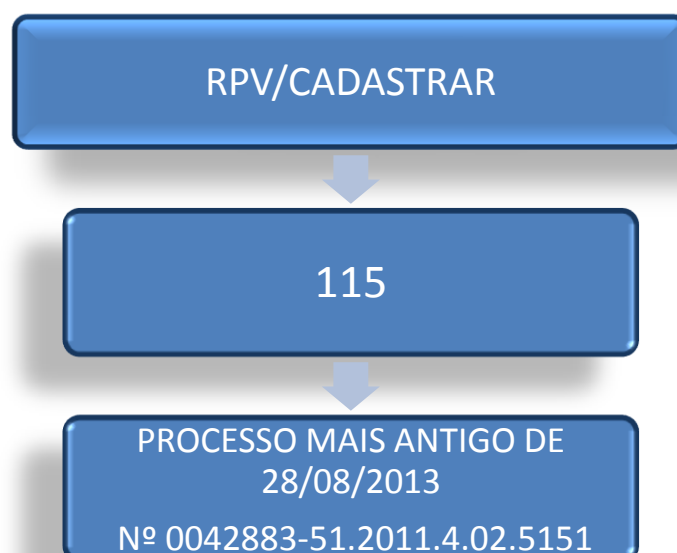 RPV/CADASTRAR
115
PROCESSO MAIS ANTIGO DE
28/08/2013
Nº 0042883-51.2011.4.02.5151